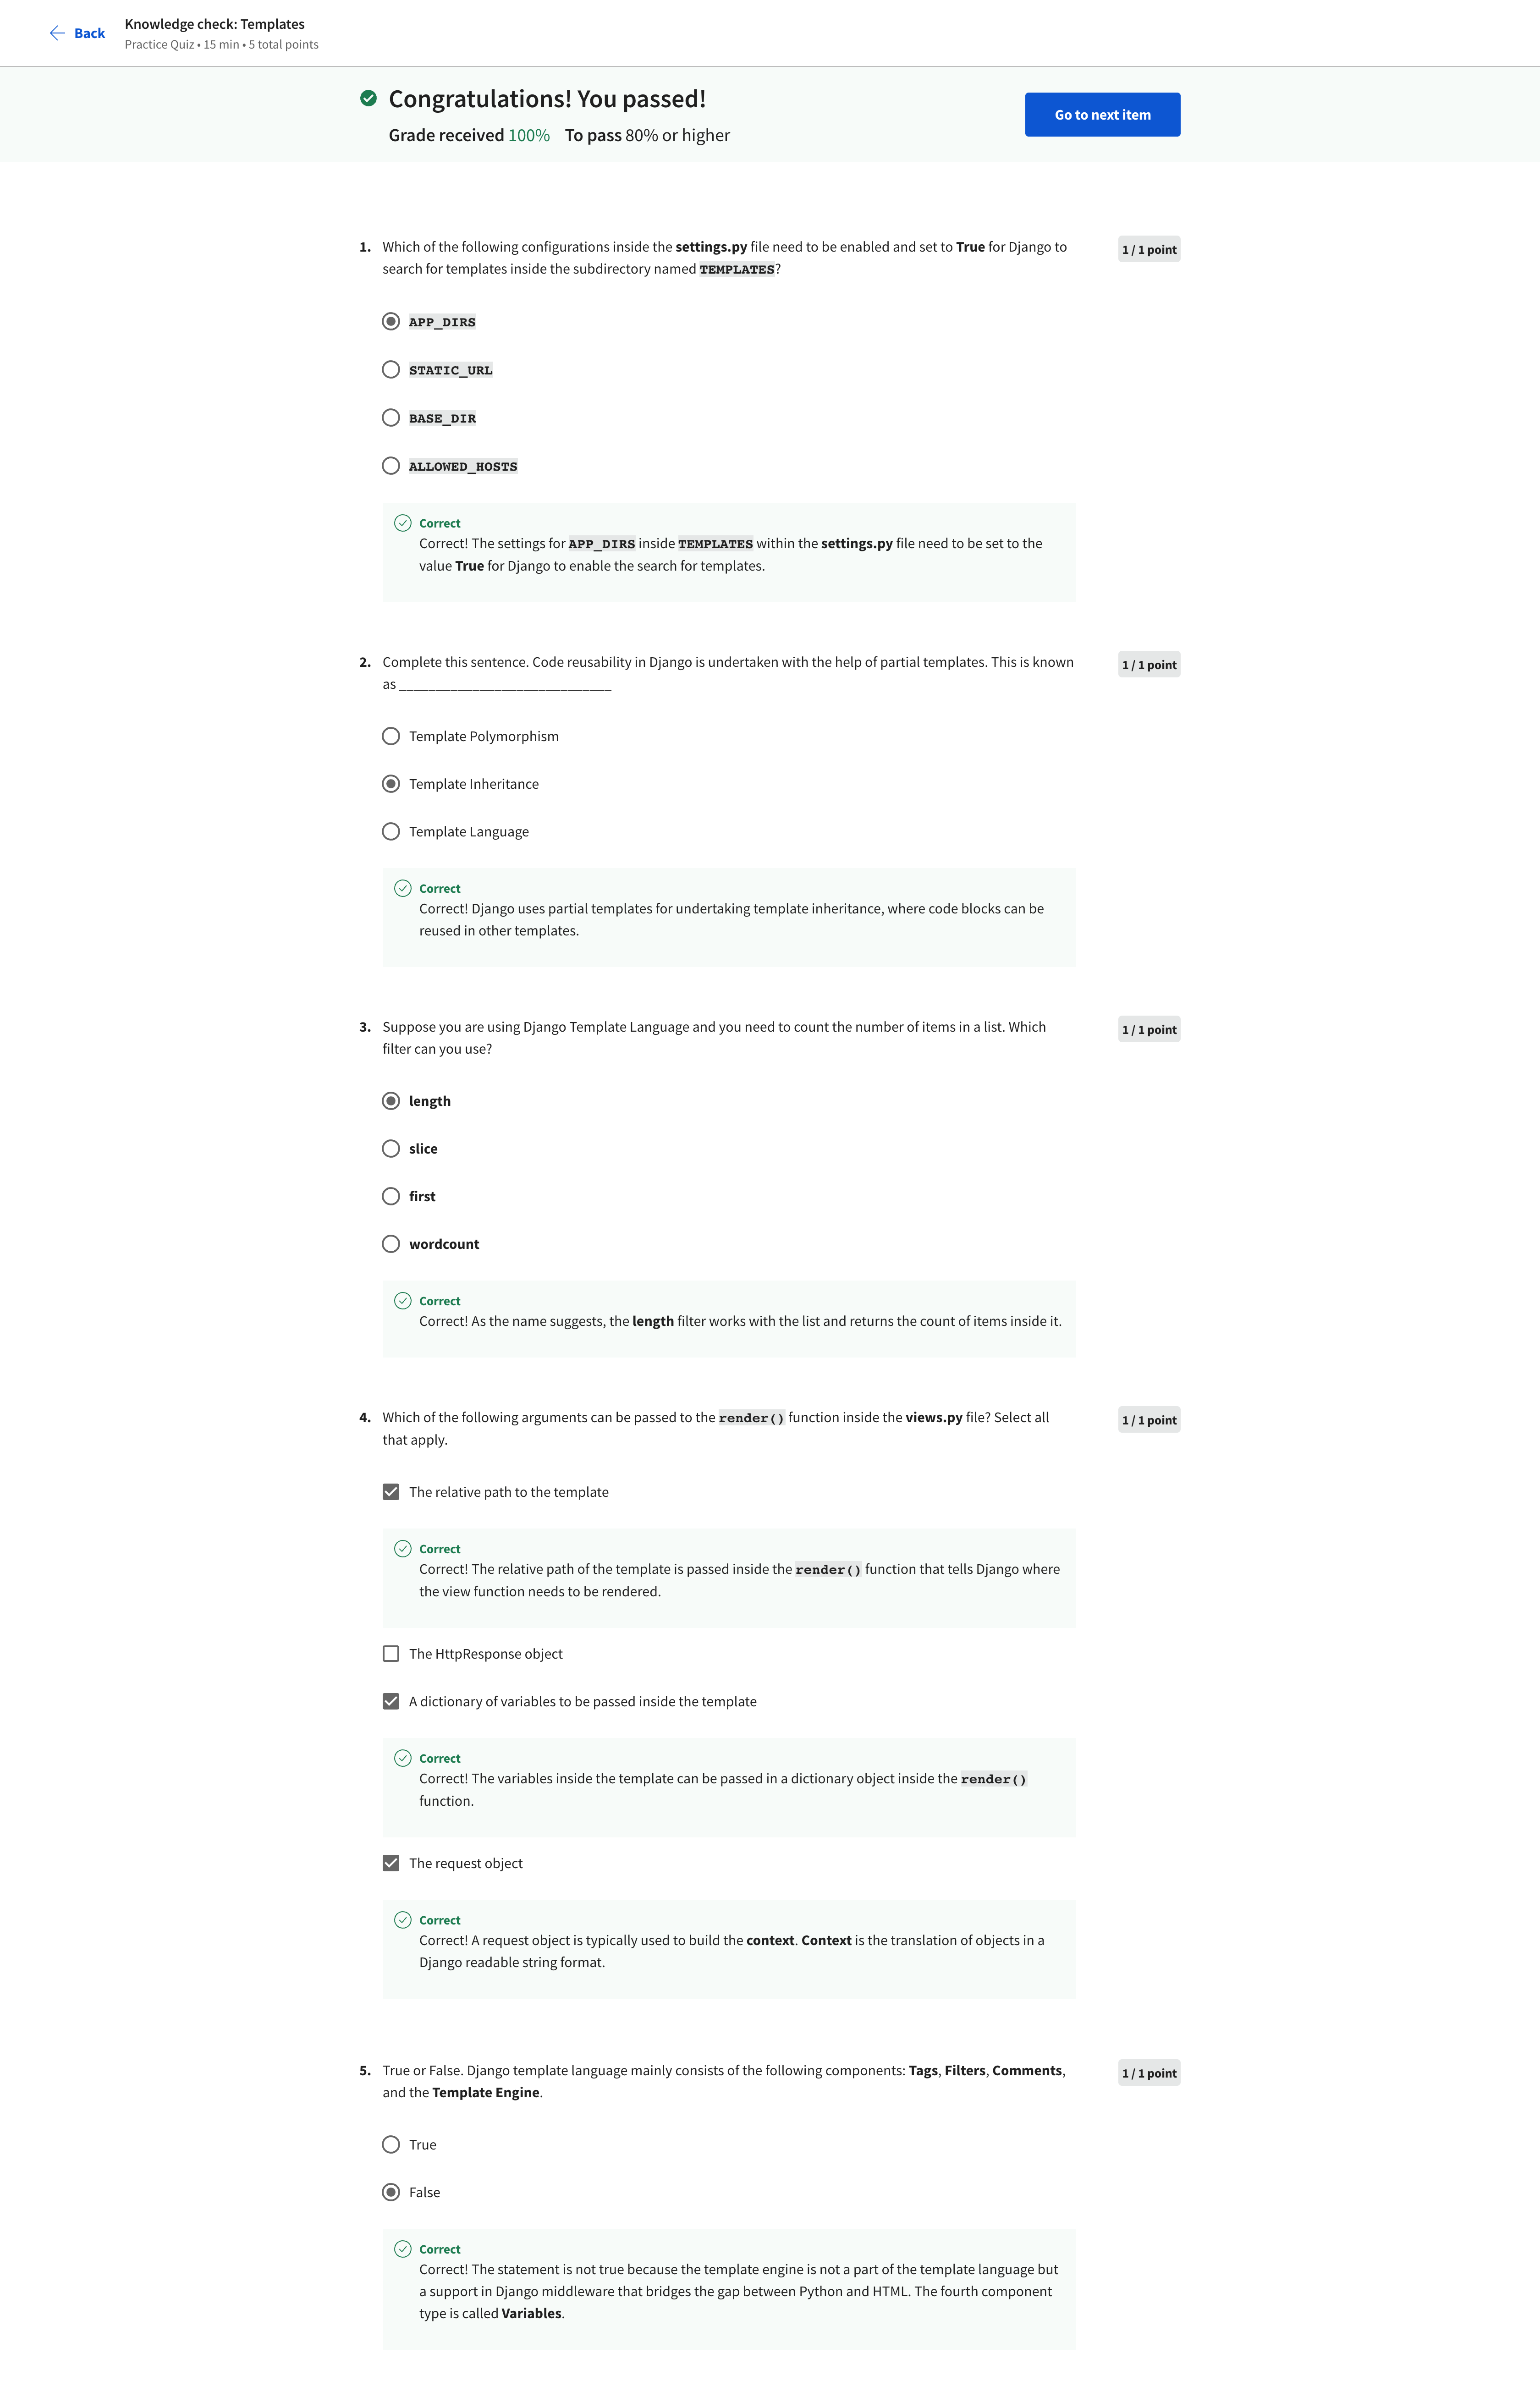 Back
Knowledge check: Templates
Practice Quiz • 15 min • 5 total points
Congratulations! You passed!
Grade received 100% To pass 80% or higher
Go to next item
1. Which of the following configurations inside the settings.py file need to be enabled and set to True for Django to
search for templates inside the subdirectory named TEMPLATES?
1 / 1 point
APP_DIRS
STATIC_URL
BASE_DIR
ALLOWED_HOSTS
Correct
Correct! The settings for APP_DIRS inside TEMPLATES within the settings.py file need to be set to the
value True for Django to enable the search for templates.
2. Complete this sentence. Code reusability in Django is undertaken with the help of partial templates. This is known
as _____________________________
1 / 1 point
Template Polymorphism
Template Inheritance
Template Language
Correct
Correct! Django uses partial templates for undertaking template inheritance, where code blocks can be
reused in other templates.
3. Suppose you are using Django Template Language and you need to count the number of items in a list. Which
filter can you use?
1 / 1 point
length
slice
first
wordcount
Correct
Correct! As the name suggests, the length filter works with the list and returns the count of items inside it.
4. Which of the following arguments can be passed to the render() function inside the views.py file? Select all
that apply.
1 / 1 point
The relative path to the template
Correct
Correct! The relative path of the template is passed inside the render() function that tells Django where
the view function needs to be rendered.
The HttpResponse object
A dictionary of variables to be passed inside the template
Correct
Correct! The variables inside the template can be passed in a dictionary object inside the render()
function.
The request object
Correct
Correct! A request object is typically used to build the context. Context is the translation of objects in a
Django readable string format.
5. True or False. Django template language mainly consists of the following components: Tags, Filters, Comments,
and the Template Engine.
1 / 1 point
True
False
Correct
Correct! The statement is not true because the template engine is not a part of the template language but
a support in Django middleware that bridges the gap between Python and HTML. The fourth component
type is called Variables.